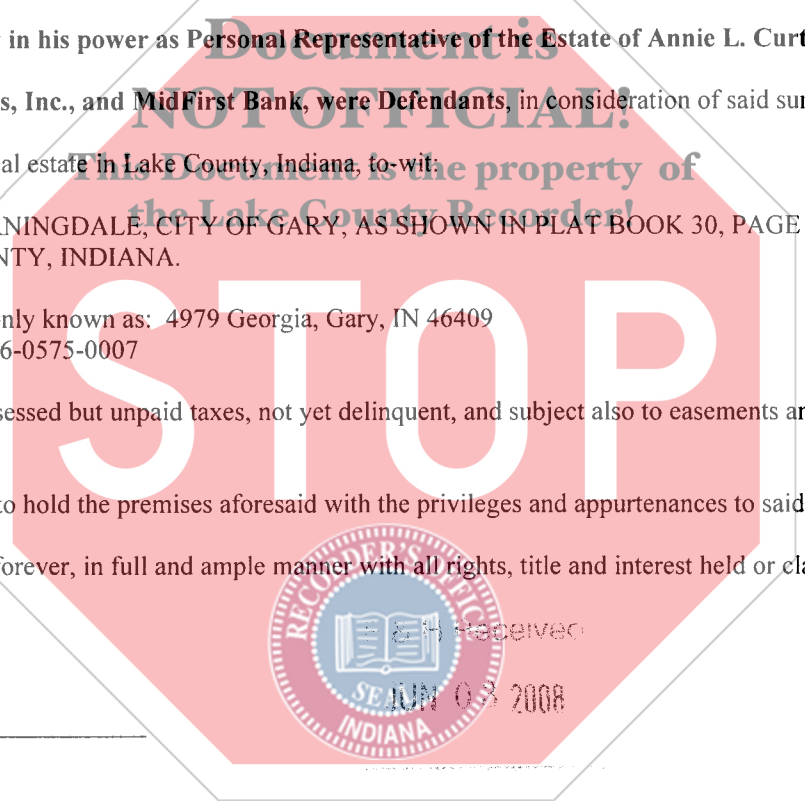 Document is
in his power as Personal Representative of the Estate of Annie L. Curt
NOT OFFICIAL!
s, Inc., and MidFirst Bank, were Defendants, in consideration of said su
This Document is the property of
al estate in Lake County, Indiana, to-wit:
the Lake County Recorder!
NINGDALE, CITY OF GARY, AS SHOWN IN PLAT BOOK 30, PAGE
NTY, INDIANA.
STOP
nly known as: 4979 Georgia, Gary, IN 46409
6-0575-0007
sessed but unpaid taxes, not yet delinquent, and subject also to easements an
to hold the premises aforesaid with the privileges and appurtenances to said
forever, in full and ample manner with all rights, title and interest held or cla
RECORDER'S OFFICE
& H Received
SEAL
JUN 03 2008
INDIANA